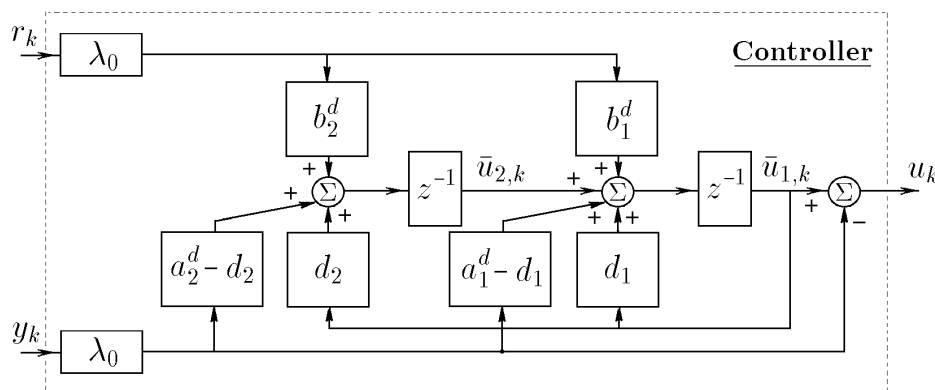 r_k
λ_0
Controller
b_2^d
b_1^d
+ + Σ +
z^{-1}
ū_{2,k}
+ + Σ + +
z^{-1}
ū_{1,k}
+ Σ −
u_k
a_2^d − d_2
d_2
a_1^d − d_1
d_1
y_k
λ_0